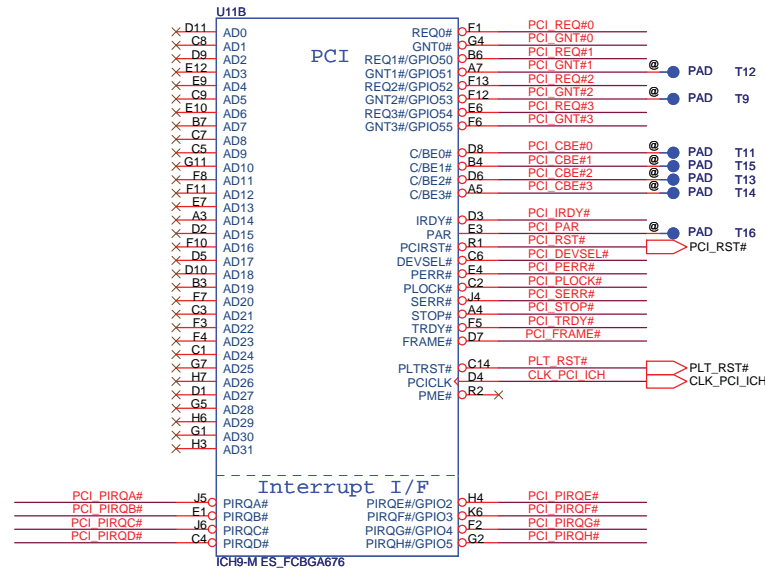 U11B
PCI
D11 AD0 REQ0# F1 PCI_REQ#0
C8 AD1 GNT0# G4 PCI_GNT#0
D9 AD2 REQ1#/GPIO50 B6 PCI_REQ#1
E12 AD3 GNT1#/GPIO51 A7 PCI_GNT#1 @ PAD T12
E9 AD4 REQ2#/GPIO52 F13 PCI_REQ#2
C9 AD5 GNT2#/GPIO53 F12 PCI_GNT#2 @ PAD T9
E10 AD6 REQ3#/GPIO54 E6 PCI_REQ#3
B7 AD7 GNT3#/GPIO55 F6 PCI_GNT#3
C7 AD8
C5 AD9 C/BE0# D8 PCI_CBE#0 @ PAD T11
G11 AD10 C/BE1# B4 PCI_CBE#1 @ PAD T15
F8 AD11 C/BE2# D6 PCI_CBE#2 @ PAD T13
F11 AD12 C/BE3# A5 PCI_CBE#3 @ PAD T14
E7 AD13
A3 AD14 IRDY# D3 PCI_IRDY#
D2 AD15 PAR E3 PCI_PAR @ PAD T16
F10 AD16 PCIRST# R1 PCI_RST# PCI_RST#
D5 AD17 DEVSEL# C6 PCI_DEVSEL#
D10 AD18 PERR# E4 PCI_PERR#
B3 AD19 PLOCK# C2 PCI_PLOCK#
F7 AD20 SERR# J4 PCI_SERR#
C3 AD21 STOP# A4 PCI_STOP#
F3 AD22 TRDY# F5 PCI_TRDY#
F4 AD23 FRAME# D7 PCI_FRAME#
C1 AD24
G7 AD25 PLTRST# C14 PLT_RST# PLT_RST#
H7 AD26 PCICLK D4 CLK_PCI_ICH CLK_PCI_ICH
D1 AD27 PME# R2
G5 AD28
H6 AD29
G1 AD30
H3 AD31
Interrupt I/F
PCI_PIRQA# J5 PIRQA# PIRQE#/GPIO2 H4 PCI_PIRQE#
PCI_PIRQB# E1 PIRQB# PIRQF#/GPIO3 K6 PCI_PIRQF#
PCI_PIRQC# J6 PIRQC# PIRQG#/GPIO4 F2 PCI_PIRQG#
PCI_PIRQD# C4 PIRQD# PIRQH#/GPIO5 G2 PCI_PIRQH#
ICH9-M ES_FCBGA676